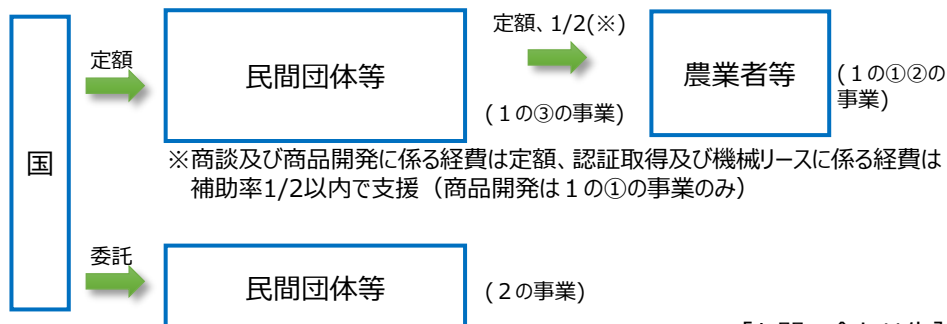 国
定額
民間団体等
(１の③の事業)
定額、1/2(※)
農業者等
(１の①②の
事業)
※商談及び商品開発に係る経費は定額、認証取得及び機械リースに係る経費は
補助率1/2以内で支援（商品開発は１の①の事業のみ）
委託
民間団体等
(２の事業)